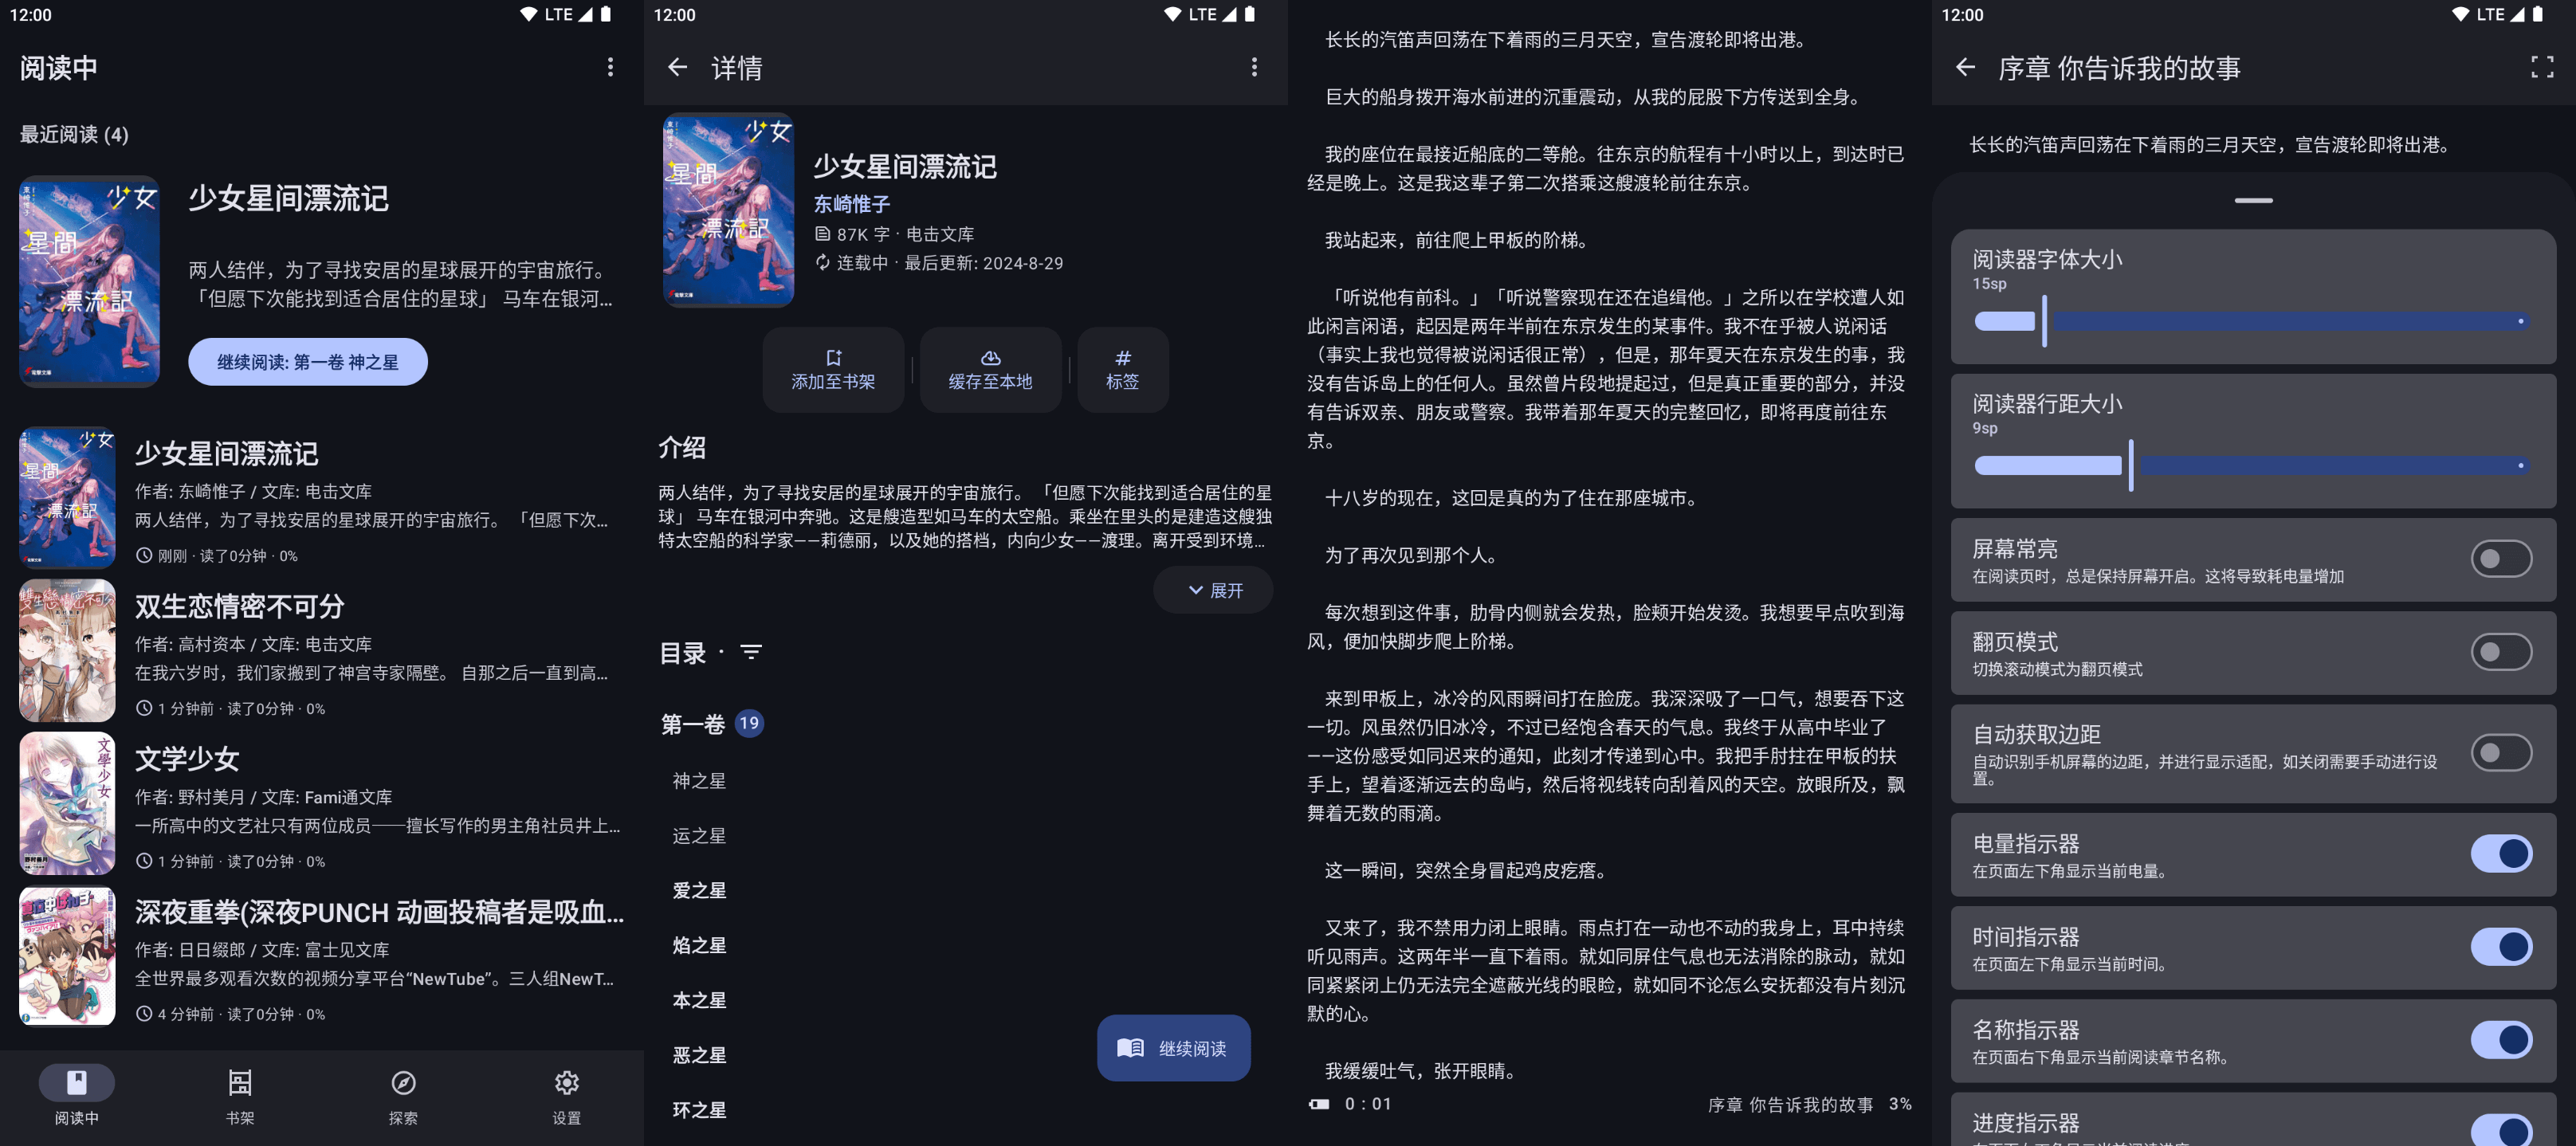 12:00
LTE
阅读中
最近阅读 (4)
少女
星間
漂流記
電撃文庫
少女星间漂流记
两人结伴，为了寻找安居的星球展开的宇宙旅行。
「但愿下次能找到适合居住的星球」 马车在银河...
继续阅读: 第一卷 神之星
少女
星間
漂流記
少女星间漂流记
作者: 东崎惟子 / 文库: 电击文库
两人结伴，为了寻找安居的星球展开的宇宙旅行。 「但愿下次...
刚刚 · 读了0分钟 · 0%
双生恋情密不可分
作者: 高村资本 / 文库: 电击文库
在我六岁时，我们家搬到了神宫寺家隔壁。 自那之后一直到高...
1 分钟前 · 读了0分钟 · 0%
文學少女
文学少女
作者: 野村美月 / 文库: Fami通文库
一所高中的文艺社只有两位成员——擅长写作的男主角社员井上...
1 分钟前 · 读了0分钟 · 0%
深夜重拳(深夜PUNCH 动画投稿者是吸血...
作者: 日日缀郎 / 文库: 富士见文库
全世界最多观看次数的视频分享平台“NewTube”。三人组NewT...
4 分钟前 · 读了0分钟 · 0%
阅读中
书架
探索
设置
12:00
LTE
详情
少女
星間
漂流記
少女星间漂流记
东崎惟子
87K 字 · 电击文库
连载中 · 最后更新: 2024-8-29
添加至书架
缓存至本地
标签
介绍
两人结伴，为了寻找安居的星球展开的宇宙旅行。 「但愿下次能找到适合居住的星
球」 马车在银河中奔驰。这是艘造型如马车的太空船。乘坐在里头的是建造这艘独
特太空船的科学家——莉德丽，以及她的搭档，内向少女——渡理。离开受到环境...
展开
目录 ·
第一卷 19
神之星
运之星
爱之星
焰之星
本之星
恶之星
环之星
继续阅读
长长的汽笛声回荡在下着雨的三月天空，宣告渡轮即将出港。
巨大的船身拨开海水前进的沉重震动，从我的屁股下方传送到全身。
我的座位在最接近船底的二等舱。往东京的航程有十小时以上，到达时已
经是晚上。这是我这辈子第二次搭乘这艘渡轮前往东京。
我站起来，前往爬上甲板的阶梯。
「听说他有前科。」「听说警察现在还在追缉他。」之所以在学校遭人如
此闲言闲语，起因是两年半前在东京发生的某事件。我不在乎被人说闲话
（事实上我也觉得被说闲话很正常），但是，那年夏天在东京发生的事，我
没有告诉岛上的任何人。虽然曾片段地提起过，但是真正重要的部分，并没
有告诉双亲、朋友或警察。我带着那年夏天的完整回忆，即将再度前往东
京。
十八岁的现在，这回是真的为了住在那座城市。
为了再次见到那个人。
每次想到这件事，肋骨内侧就会发热，脸颊开始发烫。我想要早点吹到海
风，便加快脚步爬上阶梯。
来到甲板上，冰冷的风雨瞬间打在脸庞。我深深吸了一口气，想要吞下这
一切。风虽然仍旧冰冷，不过已经饱含春天的气息。我终于从高中毕业了
——这份感受如同迟来的通知，此刻才传递到心中。我把手肘拄在甲板的扶
手上，望着逐渐远去的岛屿，然后将视线转向刮着风的天空。放眼所及，飘
舞着无数的雨滴。
这一瞬间，突然全身冒起鸡皮疙瘩。
又来了，我不禁用力闭上眼睛。雨点打在一动也不动的我身上，耳中持续
听见雨声。这两年半一直下着雨。就如同屏住气息也无法消除的脉动，就如
同紧紧闭上仍无法完全遮蔽光线的眼睑，就如同不论怎么安抚都没有片刻沉
默的心。
我缓缓吐气，张开眼睛。
0 : 01
序章 你告诉我的故事 3%
12:00
LTE
序章 你告诉我的故事
长长的汽笛声回荡在下着雨的三月天空，宣告渡轮即将出港。
阅读器字体大小
15sp
阅读器行距大小
9sp
屏幕常亮
在阅读页时，总是保持屏幕开启。这将导致耗电量增加
翻页模式
切换滚动模式为翻页模式
自动获取边距
自动识别手机屏幕的边距，并进行显示适配，如关闭需要手动进行设
置。
电量指示器
在页面左下角显示当前电量。
时间指示器
在页面左下角显示当前时间。
名称指示器
在页面右下角显示当前阅读章节名称。
进度指示器